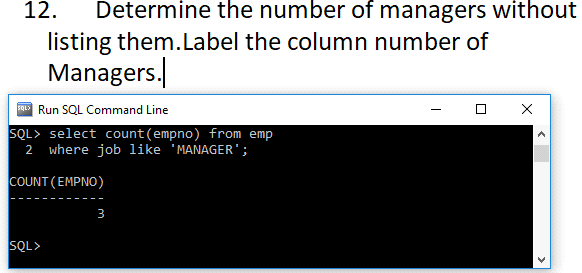 12. Determine the number of managers without
listing them.Label the column number of
Managers.
Run SQL Command Line
SQL> select count(empno) from emp
2 where job like 'MANAGER';
COUNT(EMPNO)
------------
3
SQL>